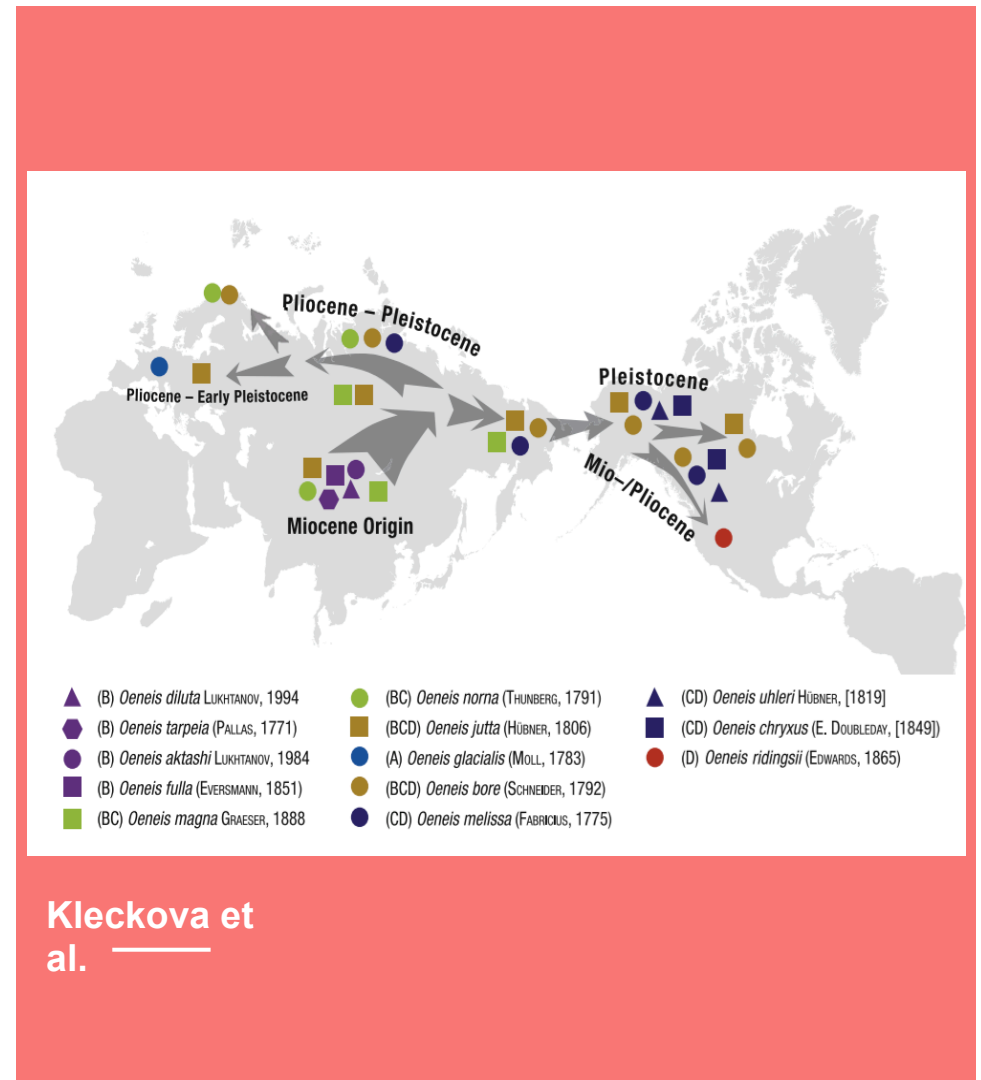 Pliocene – Pleistocene
Pliocene – Early Pleistocene
Pleistocene
Mio–/Pliocene
Miocene Origin
(B) Oeneis diluta Lukhtanov, 1994
(B) Oeneis tarpeia (Pallas, 1771)
(B) Oeneis aktashi Lukhtanov, 1984
(B) Oeneis fulla (Eversmann, 1851)
(BC) Oeneis magna Graeser, 1888
(BC) Oeneis norna (Thunberg, 1791)
(BCD) Oeneis jutta (Hübner, 1806)
(A) Oeneis glacialis (Moll, 1783)
(BCD) Oeneis bore (Schneider, 1792)
(CD) Oeneis melissa (Fabricius, 1775)
(CD) Oeneis uhleri Hübner, [1819]
(CD) Oeneis chryxus (E. Doubleday, [1849])
(D) Oeneis ridingsii (Edwards, 1865)
Kleckova et
al.